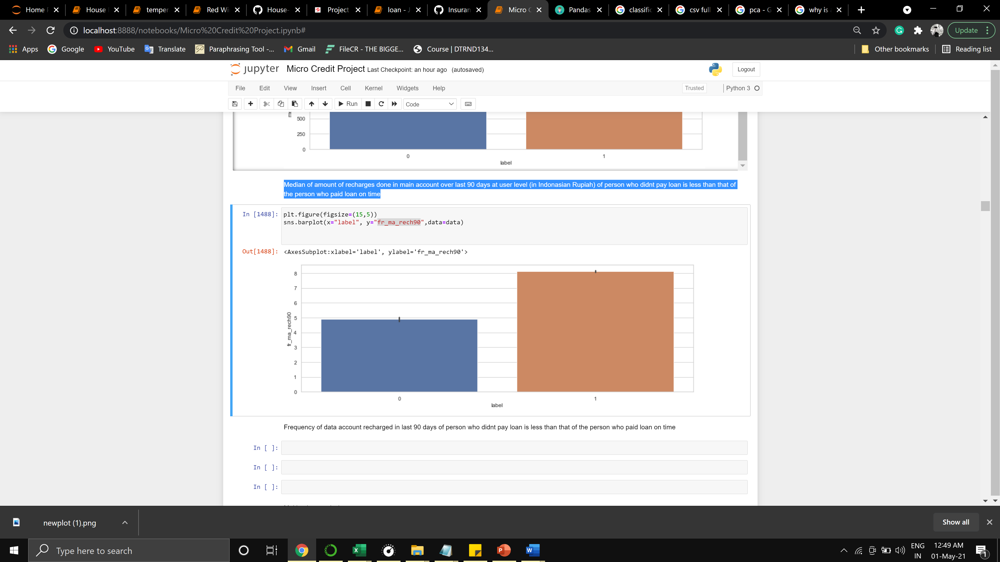 Home House temper Red Wi House- Project loan - J Insuran Micro C Pandas classific csv full pca - G why is
localhost:8888/notebooks/Micro%20Credit%20Project.ipynb# Update
Apps Google YouTube Translate Paraphrasing Tool -... Gmail FileCR - THE BIGGE... Course | DTRND134... Other bookmarks Reading list
jupyter Micro Credit Project Last Checkpoint: an hour ago (autosaved) Logout
File Edit View Insert Cell Kernel Widgets Help Trusted Python 3
Run Code
500
250
0
0 1
label
Median of amount of recharges done in main account over last 90 days at user level (in Indonasian Rupiah) of person who didnt pay loan is less than that of
the person who paid loan on time
In [1488]: plt.figure(figsize=(15,5))
sns.barplot(x="label", y="fr_ma_rech90",data=data)
Out[1488]: <AxesSubplot:xlabel='label', ylabel='fr_ma_rech90'>
8
7
6
5
4
3
2
1
0
fr_ma_rech90
0 1
label
Frequency of data account recharged in last 90 days of person who didnt pay loan is less than that of the person who paid loan on time
In [ ]:
In [ ]:
In [ ]:
newplot (1).png Show all
Type here to search
ENG 12:49 AM
IN 01-May-21 1